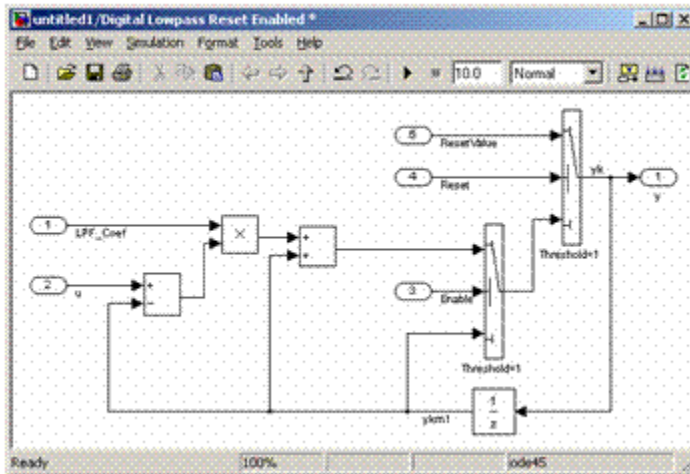 untitled1/Digital Lowpass Reset Enabled *
File Edit View Simulation Format Tools Help
10.0 Normal
5
ResetValue
4
Reset
yk
1
y
1
LPF_Coef
×
+
+
Threshold=1
2
u
+
−
3
Enable
Threshold=1
ykm1
1
z
Ready 100% ode45